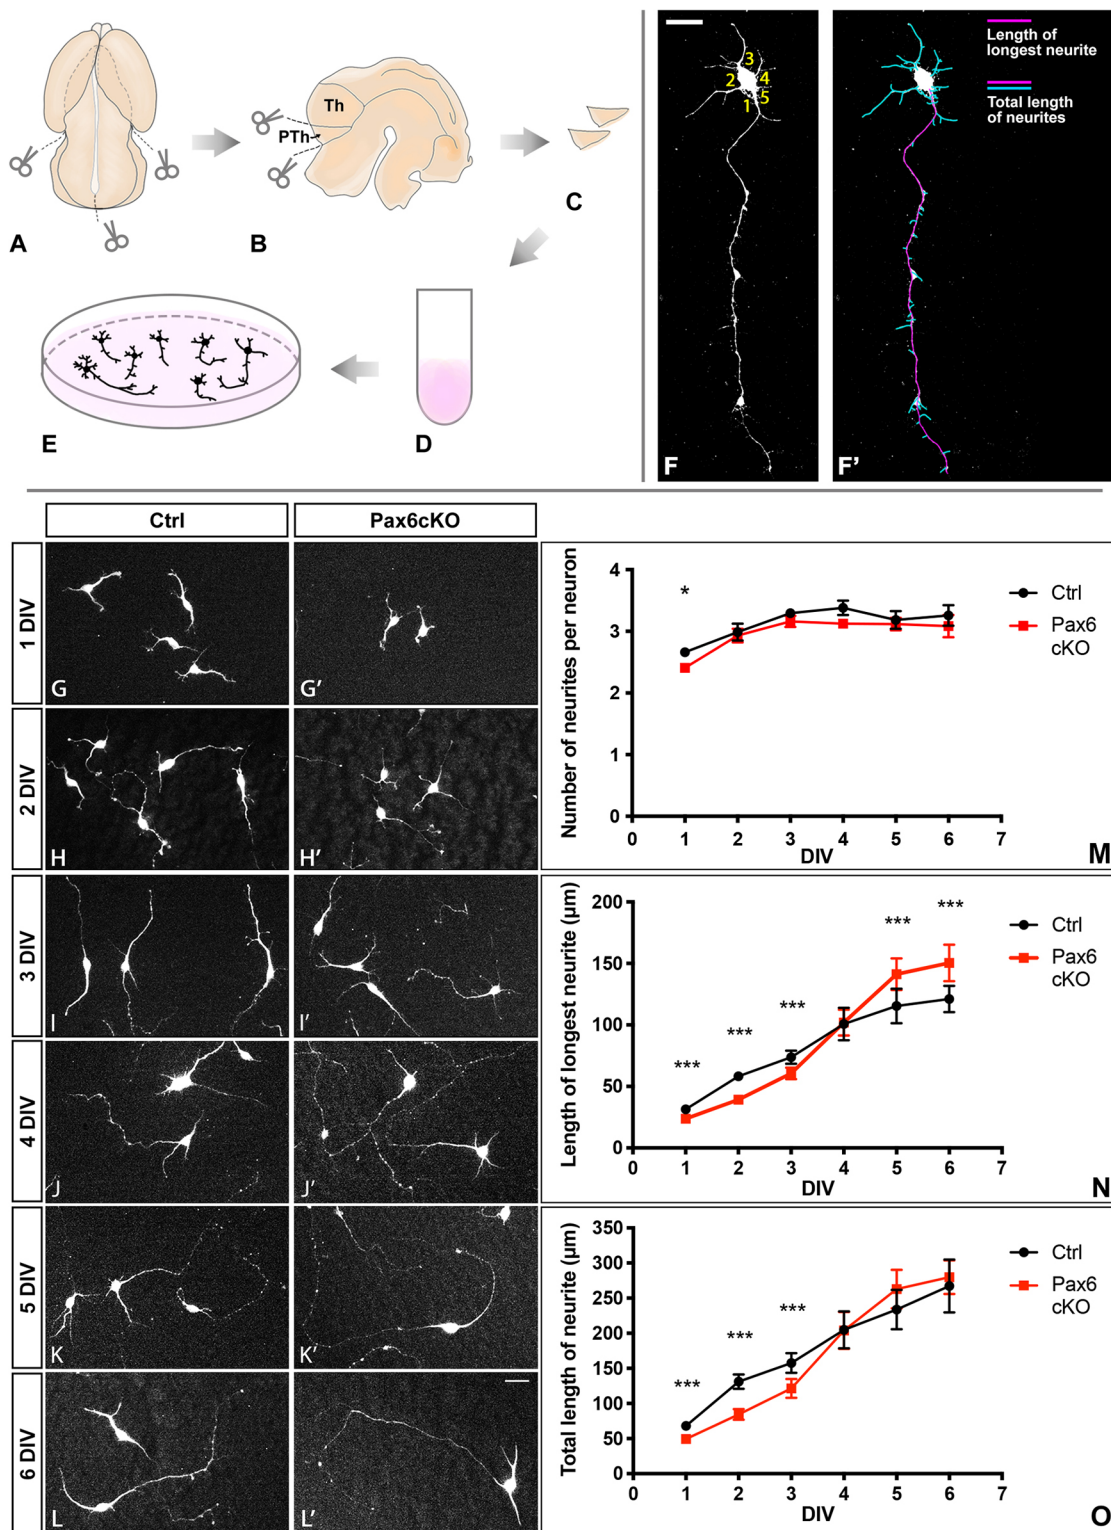 Th
PTh
A
B
C
D
E
3
2
4
5
1
F
Length of
longest neurite
Total length
of neurites
F'
Ctrl
Pax6cKO
1 DIV
G
G'
2 DIV
H
H'
3 DIV
I
I'
4 DIV
J
J'
5 DIV
K
K'
6 DIV
L
L'
Number of neurites per neuron
4
3
2
1
0
*
0 1 2 3 4 5 6 7
DIV
Ctrl
Pax6
cKO
M
Length of longest neurite (µm)
200
150
100
50
0
*** *** *** *** ***
0 1 2 3 4 5 6 7
DIV
Ctrl
Pax6
cKO
N
Total length of neurite (µm)
350
300
250
200
150
100
50
0
*** *** ***
0 1 2 3 4 5 6 7
DIV
Ctrl
Pax6
cKO
O